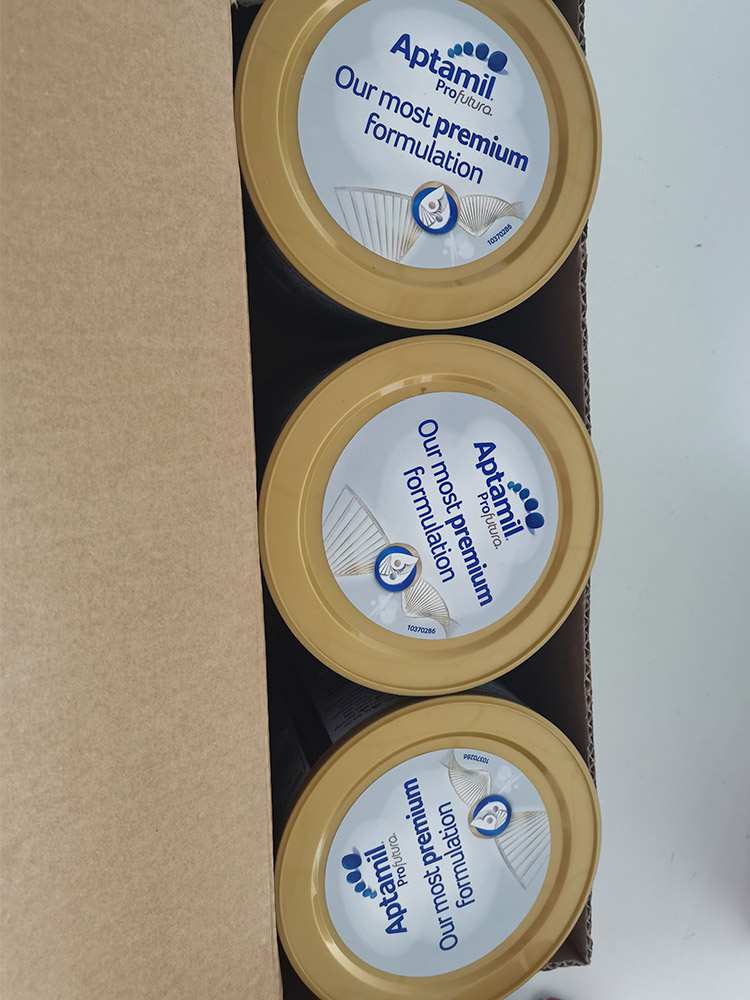 Aptamil
Profutura.
Our most premium
formulation
10370286
Aptamil
Profutura.
Our most premium
formulation
10370286
Aptamil
Profutura.
Our most premium
formulation
10370286